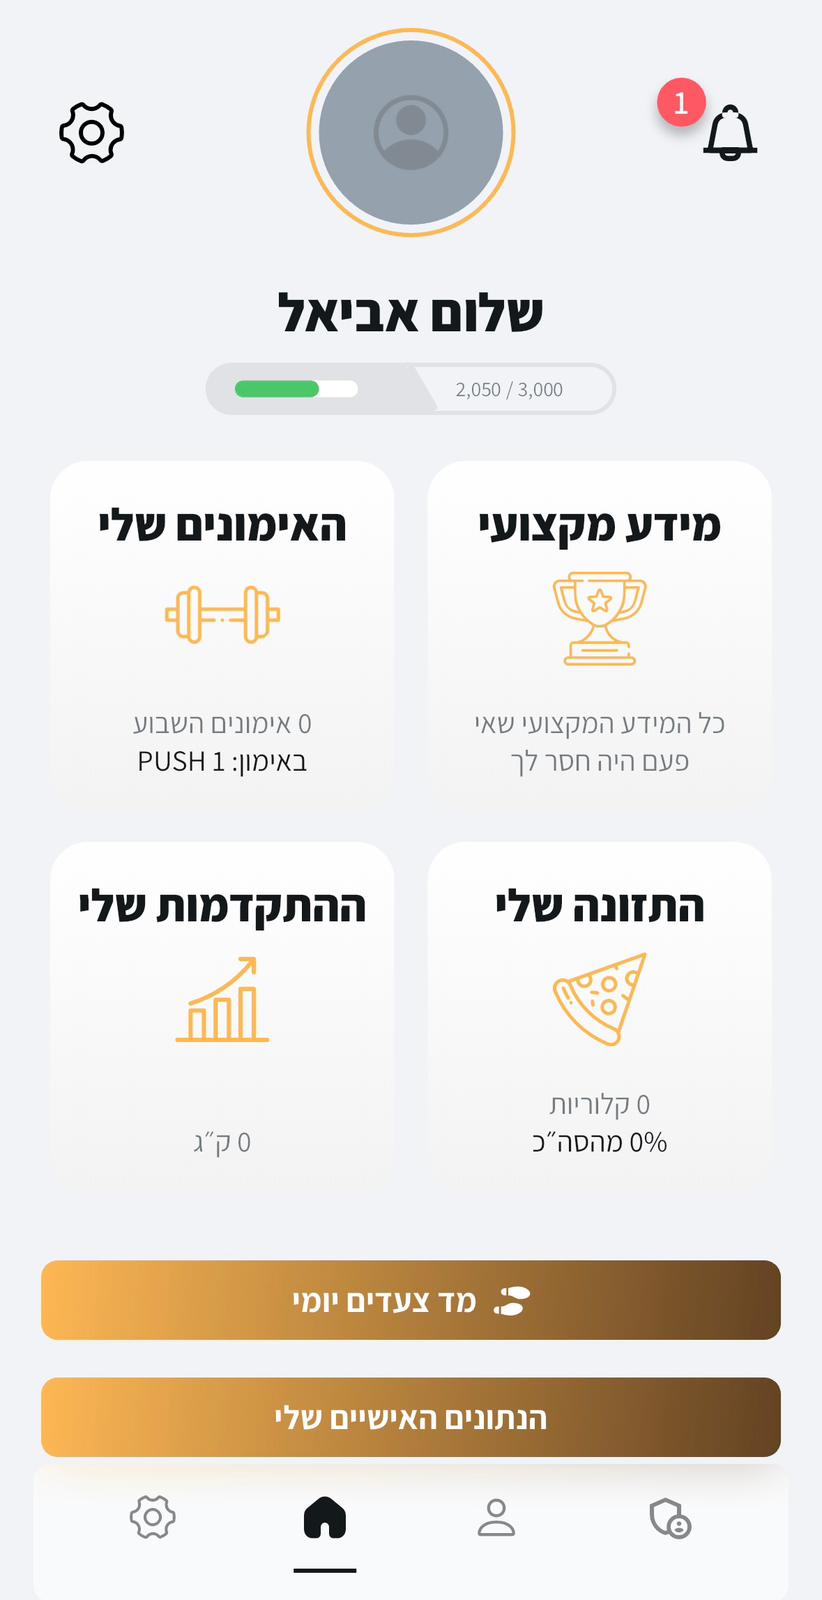 1
שלום אביאל
2,050 / 3,000
מידע מקצועי
כל המידע המקצועי שאי
פעם היה חסר לך
האימונים שלי
0 אימונים השבוע
באימון: PUSH 1
התזונה שלי
0 קלוריות
0% מהסה״כ
ההתקדמות שלי
0 ק״ג
מד צעדים יומי
הנתונים האישיים שלי